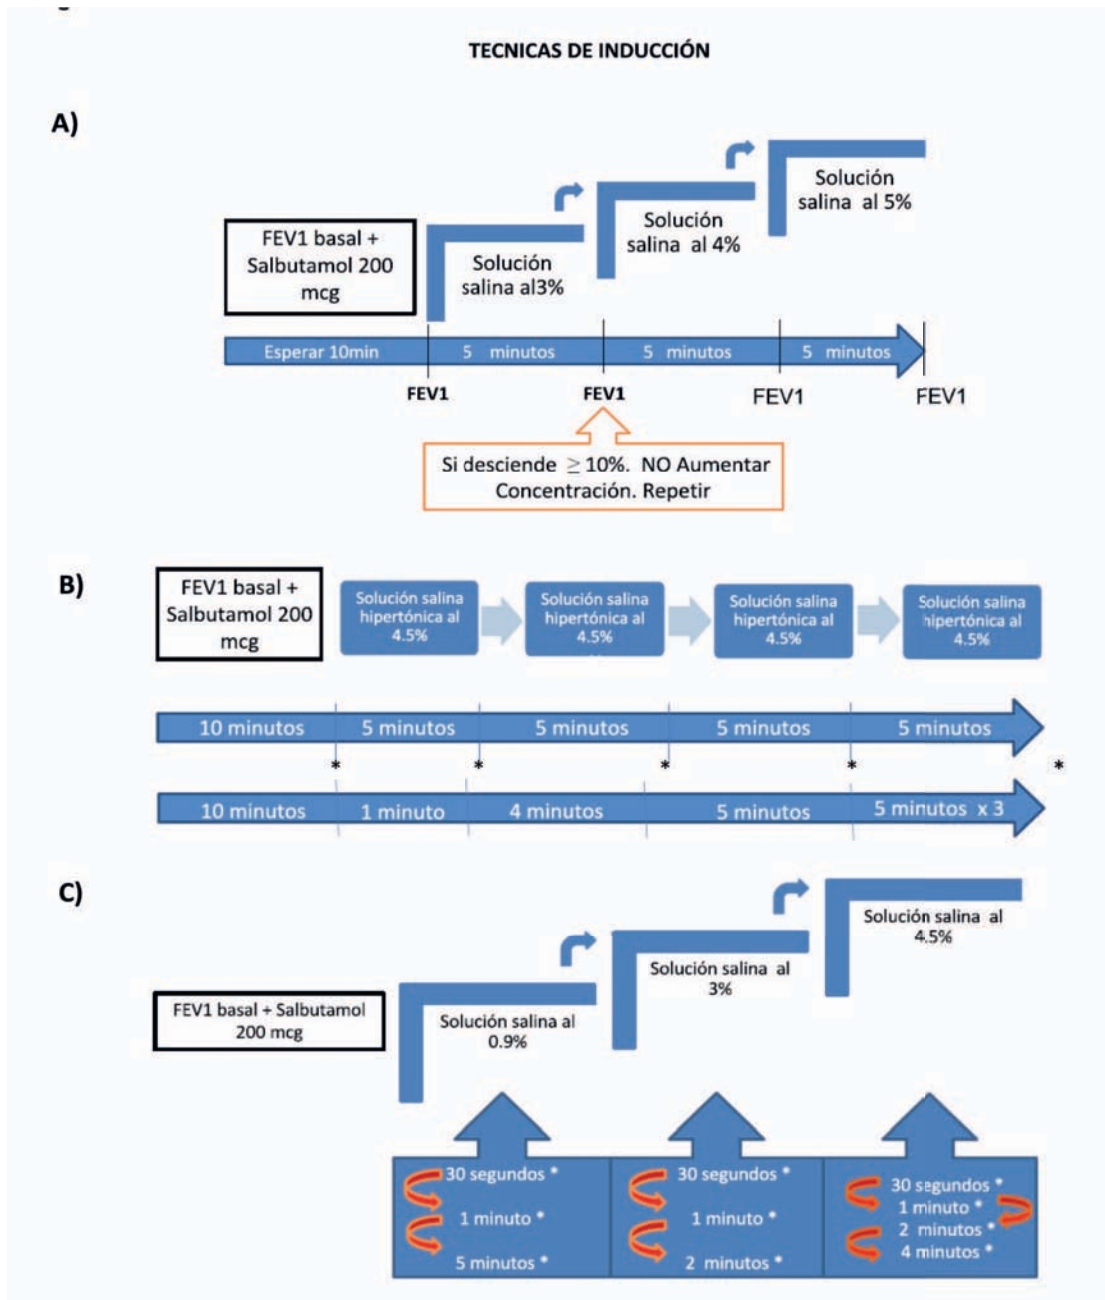 TECNICAS DE INDUCCIÓN
A)
FEV1 basal +
Salbutamol 200
mcg
Solución
salina al3%
Solución
salina al 4%
Solución
salina al 5%
Esperar 10min
5 minutos
5 minutos
5 minutos
FEV1
FEV1
FEV1
FEV1
Si desciende ≥ 10%. NO Aumentar
Concentración. Repetir
B)
FEV1 basal +
Salbutamol 200
mcg
Solución salina
hipertónica al
4.5%
Solución salina
hipertónica al
4.5%
Solución salina
hipertónica al
4.5%
Solución salina
hipertónica al
4.5%
10 minutos
5 minutos
5 minutos
5 minutos
5 minutos
* * * * *
10 minutos
1 minuto
4 minutos
5 minutos
5 minutos x 3
C)
FEV1 basal + Salbutamol
200 mcg
Solución salina al
0.9%
Solución salina al
3%
Solución salina al
4.5%
30 segundos *
1 minuto *
5 minutos *
30 segundos *
1 minuto *
2 minutos *
30 segundos *
1 minuto *
2 minutos *
4 minutos *